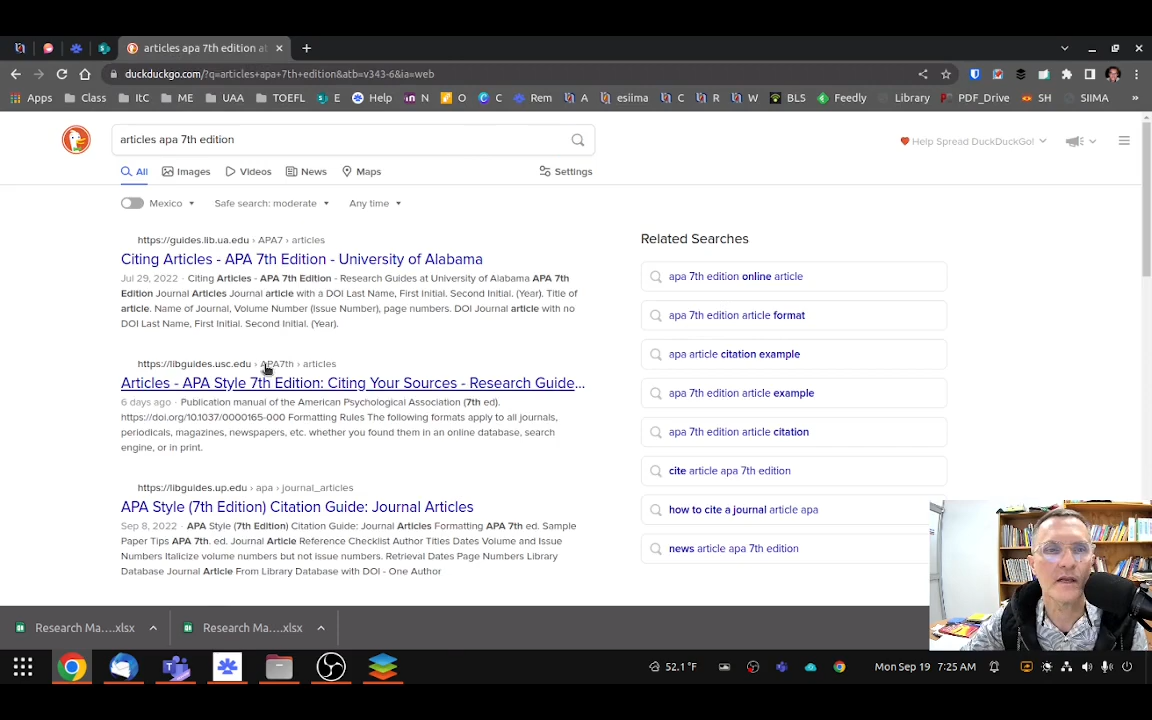 articles apa 7th edition at
duckduckgo.com/?q=articles+apa+7th+edition&atb=v343-6&ia=web
Apps Class ItC ME UAA TOEFL E Help N O C Rem A esiima C R W BLS Feedly Library PDF_Drive SH SIIMA »
articles apa 7th edition
Help Spread DuckDuckGo!
All Images Videos News Maps Settings
Mexico Safe search: moderate Any time
https://guides.lib.ua.edu › APA7 › articles
Citing Articles - APA 7th Edition - University of Alabama
Jul 29, 2022 · Citing Articles - APA 7th Edition - Research Guides at University of Alabama APA 7th
Edition Journal Articles Journal article with a DOI Last Name, First Initial. Second Initial. (Year). Title of
article. Name of Journal, Volume Number (Issue Number), page numbers. DOI Journal article with no
DOI Last Name, First Initial. Second Initial. (Year).
https://libguides.usc.edu › APA7th › articles
Articles - APA Style 7th Edition: Citing Your Sources - Research Guide...
6 days ago · Publication manual of the American Psychological Association (7th ed).
https://doi.org/10.1037/0000165-000 Formatting Rules The following formats apply to all journals,
periodicals, magazines, newspapers, etc. whether you found them in an online database, search
engine, or in print.
https://libguides.up.edu › apa › journal_articles
APA Style (7th Edition) Citation Guide: Journal Articles
Sep 8, 2022 · APA Style (7th Edition) Citation Guide: Journal Articles Formatting APA 7th ed. Sample
Paper Tips APA 7th. ed. Journal Article Reference Checklist Author Titles Dates Volume and Issue
Numbers Italicize volume numbers but not issue numbers. Retrieval Dates Page Numbers Library
Database Journal Article From Library Database with DOI - One Author
Related Searches
apa 7th edition online article
apa 7th edition article format
apa article citation example
apa 7th edition article example
apa 7th edition article citation
cite article apa 7th edition
how to cite a journal article apa
news article apa 7th edition
Research Ma....xlsx Research Ma....xlsx
52.1 °F Mon Sep 19 7:25 AM